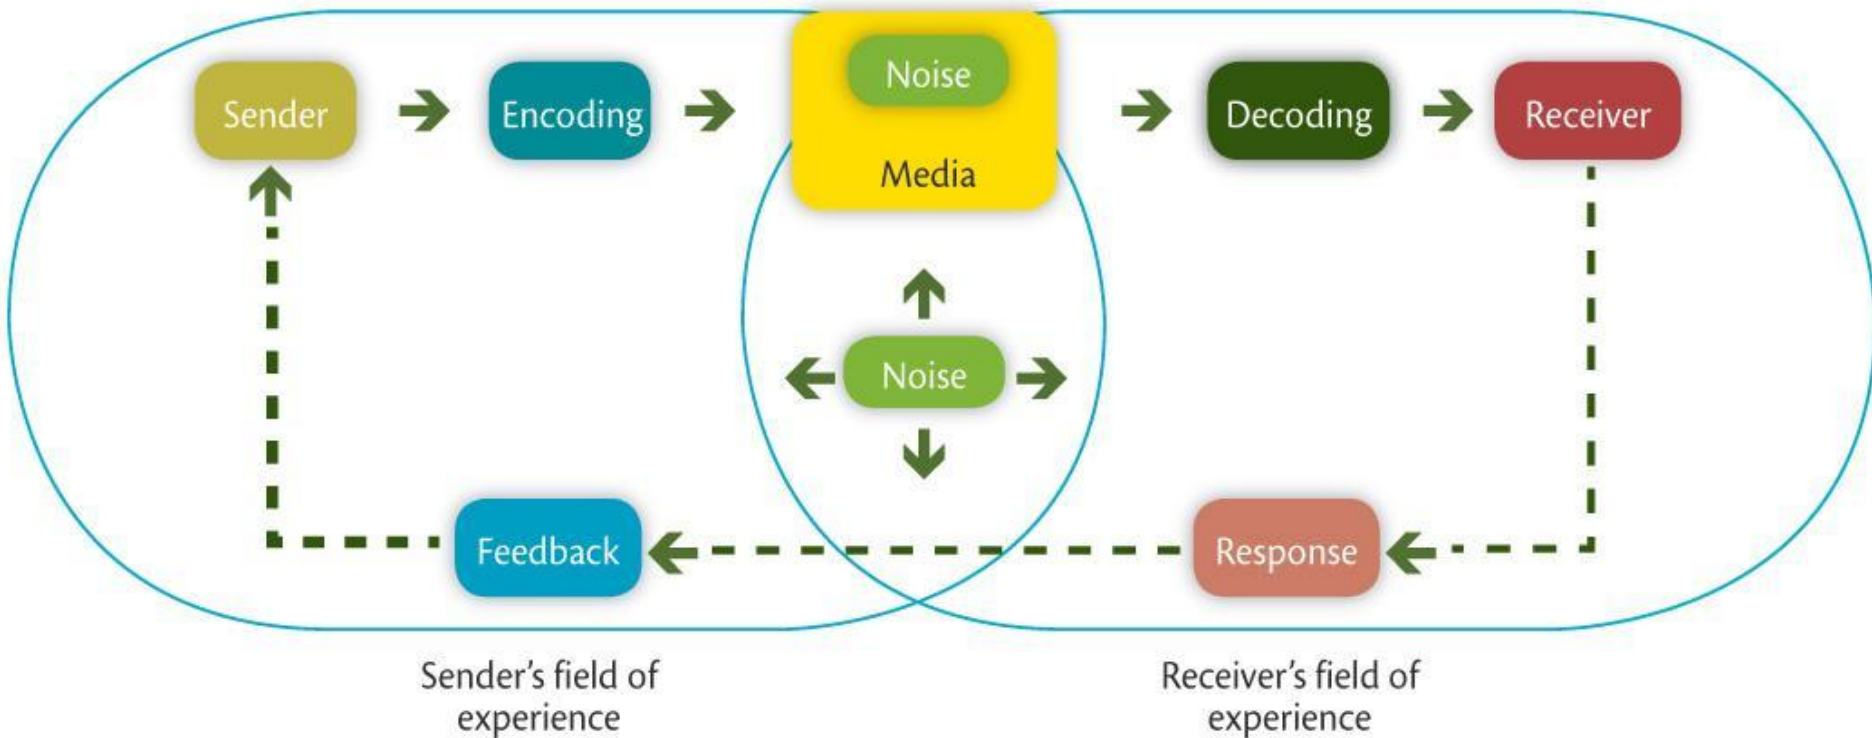 Sender
Encoding
Noise
Media
Decoding
Receiver
Noise
Feedback
Response
Sender’s field of
experience
Receiver’s field of
experience